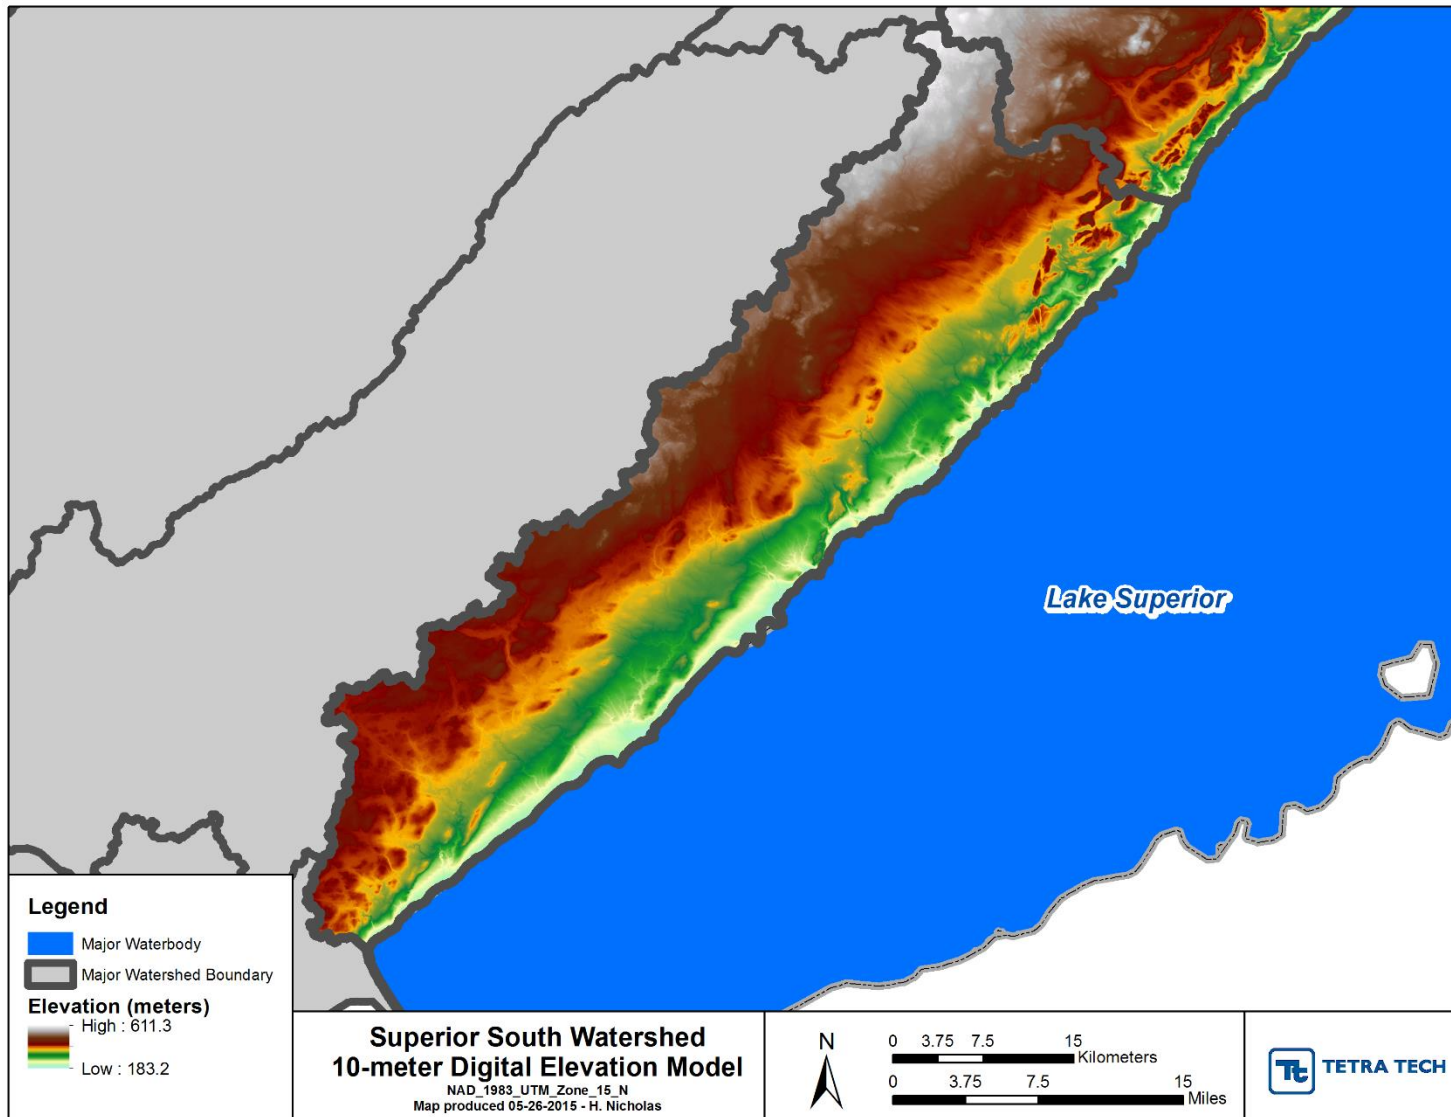 Lake Superior
Legend
Major Waterbody
Major Watershed Boundary
Elevation (meters)
High : 611.3
Low : 183.2
Superior South Watershed
10-meter Digital Elevation Model
NAD_1983_UTM_Zone_15_N
Map produced 05-26-2015 - H. Nicholas
N
0 3.75 7.5 15
Kilometers
0 3.75 7.5 15
Miles
Tt TETRA TECH